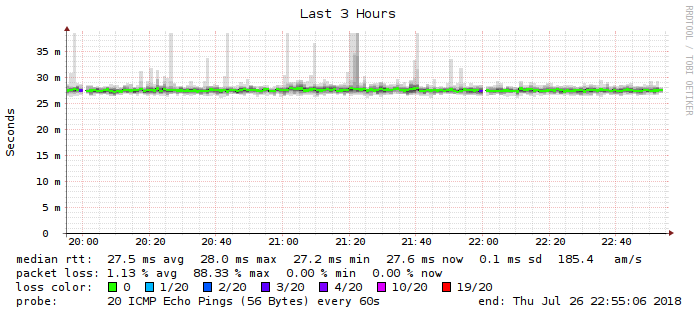 Last 3 Hours
RRDTOOL / TOBI OETIKER
Seconds
35 m
30 m
25 m
20 m
15 m
10 m
5 m
0
20:00 20:20 20:40 21:00 21:20 21:40 22:00 22:20 22:40
median rtt: 27.5 ms avg 28.0 ms max 27.2 ms min 27.6 ms now 0.1 ms sd 185.4 am/s
packet loss: 1.13 % avg 88.33 % max 0.00 % min 0.00 % now
loss color: 0 1/20 2/20 3/20 4/20 10/20 19/20
probe: 20 ICMP Echo Pings (56 Bytes) every 60s end: Thu Jul 26 22:55:06 2018